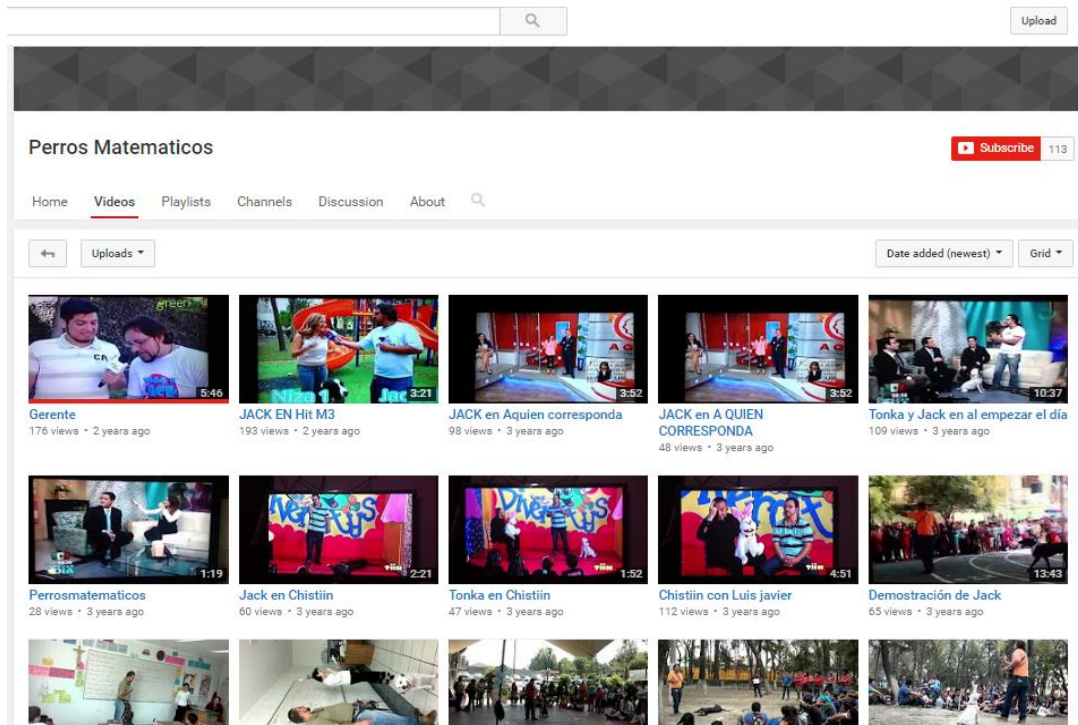 Upload
Perros Matematicos
Subscribe 113
Home Videos Playlists Channels Discussion About
Uploads
Date added (newest) Grid
green
5:46
3:21
3:52
3:52
10:37
Gerente
JACK EN Hit M3
JACK en Aquien corresponda
JACK en A QUIEN
CORRESPONDA
Tonka y Jack en al empezar el día
176 views • 2 years ago
193 views • 2 years ago
98 views • 3 years ago
48 views • 3 years ago
109 views • 3 years ago
1:19
2:21
1:52
4:51
13:43
Perrosmatematicos
Jack en Chistiin
Tonka en Chistiin
Chistiin con Luis javier
Demostración de Jack
28 views • 3 years ago
60 views • 3 years ago
47 views • 3 years ago
112 views • 3 years ago
65 views • 3 years ago